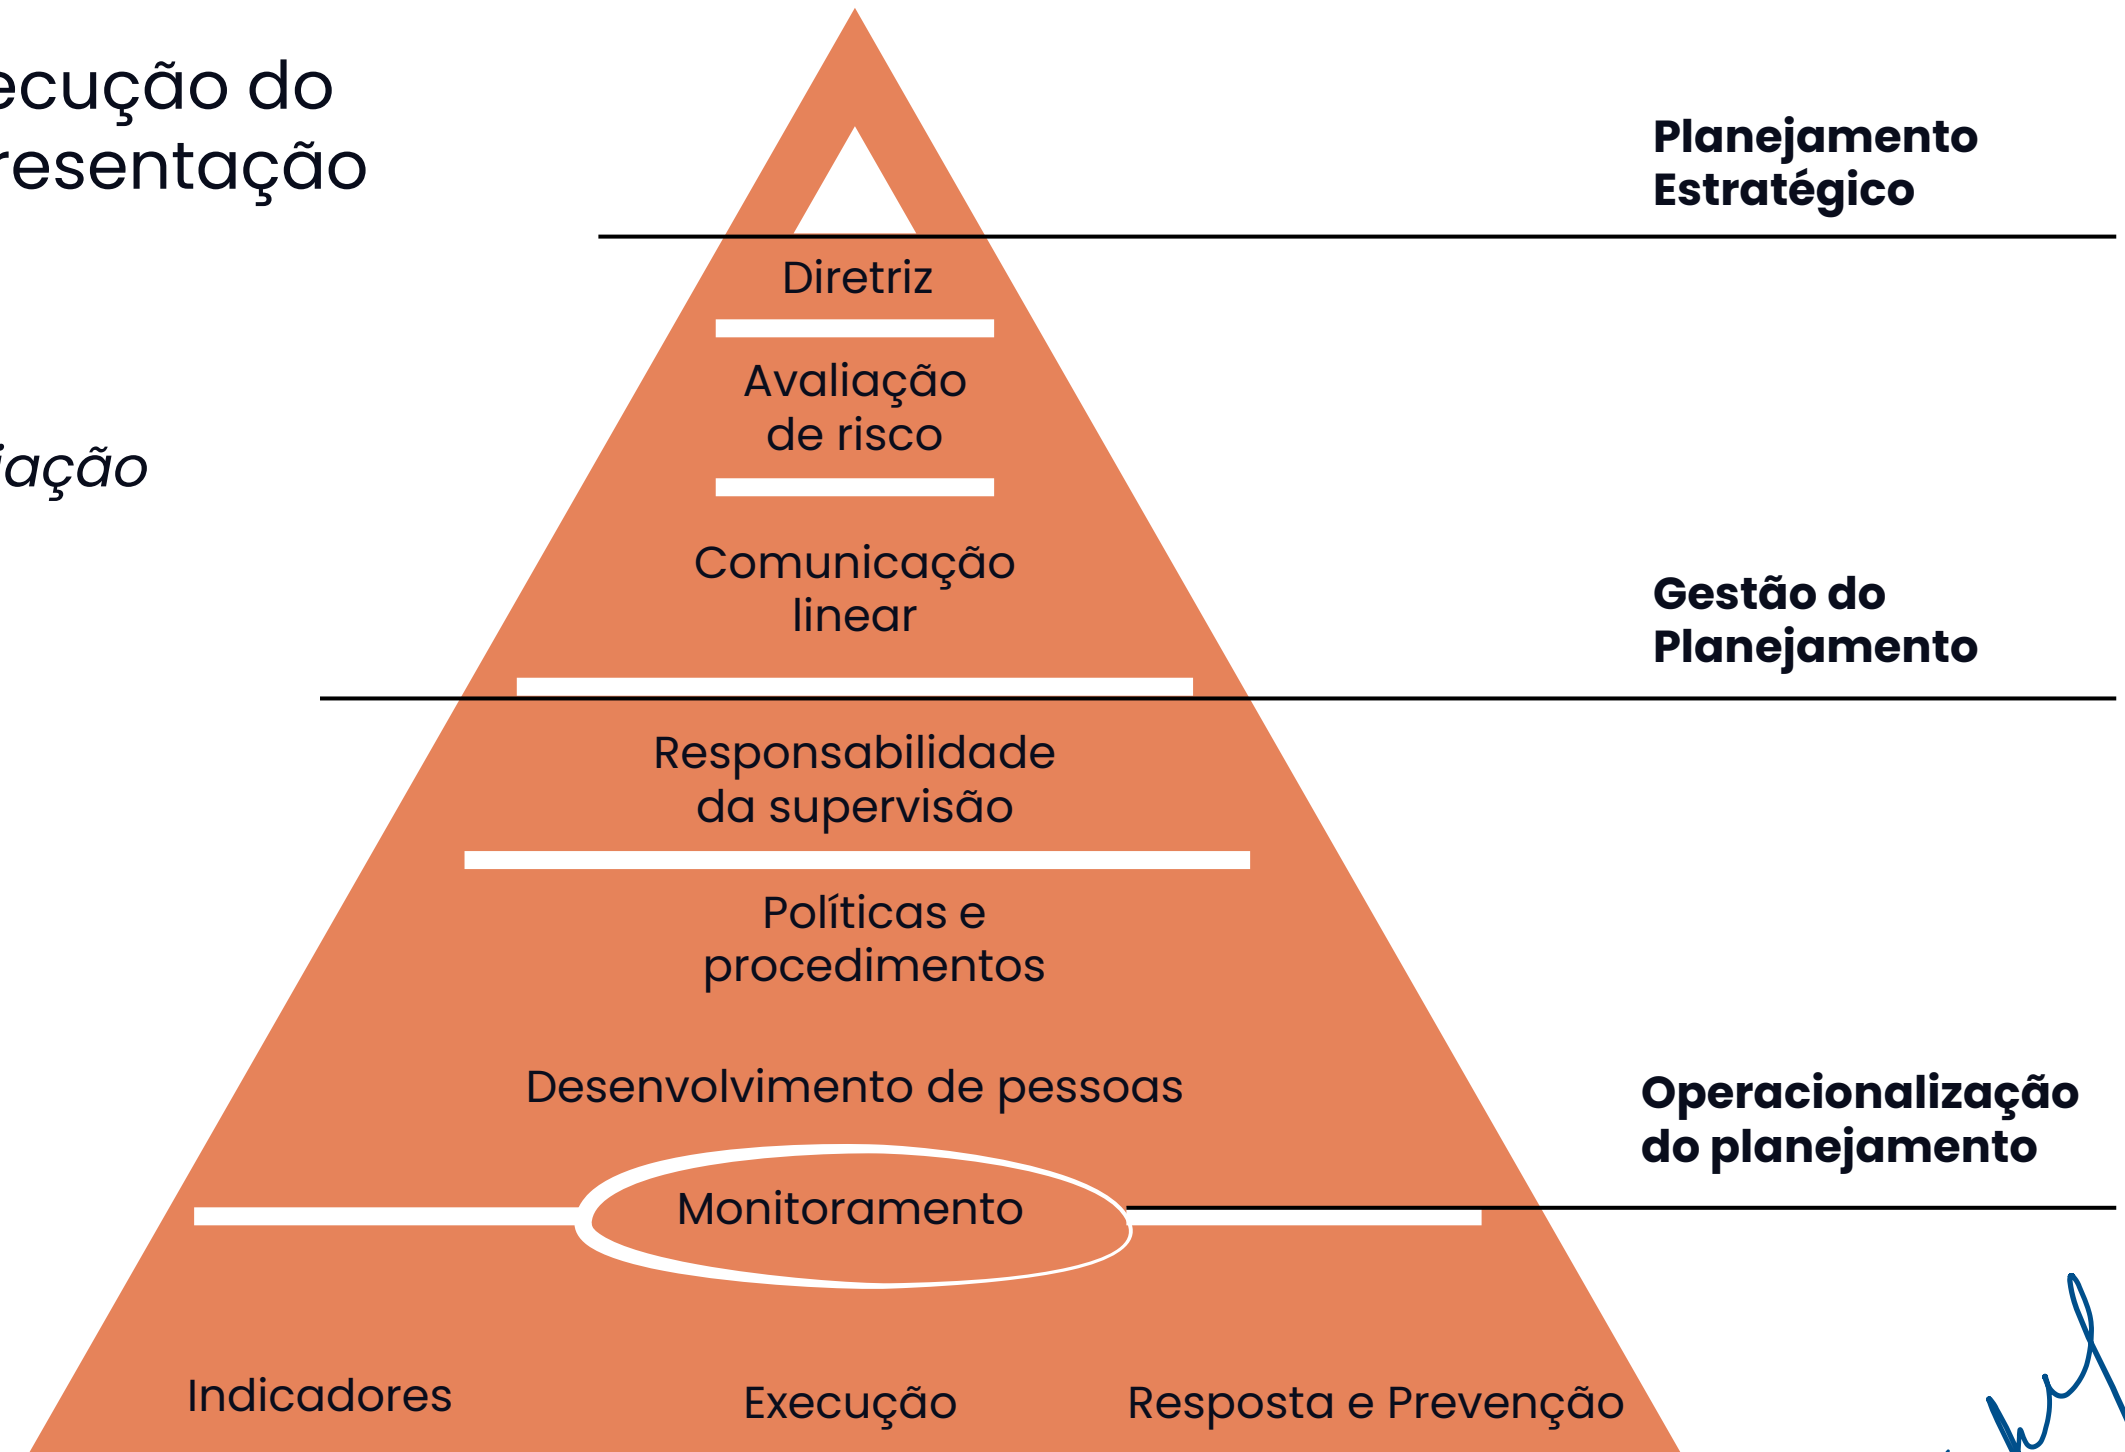 ecução do
resentação
iação
Planejamento
Estratégico
Diretriz
Avaliação
de risco
Comunicação
linear
Gestão do
Planejamento
Responsabilidade
da supervisão
Políticas e
procedimentos
Desenvolvimento de pessoas
Operacionalização
do planejamento
Monitoramento
Indicadores
Execução
Resposta e Prevenção